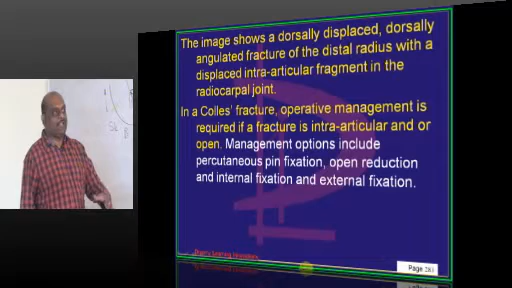 The image shows a dorsally displaced, dorsally
angulated fracture of the distal radius with a
displaced intra-articular fragment in the
radiocarpal joint.
In a Colles' fracture, operative management is
required if a fracture is intra-articular and or
open. Management options include
percutaneous pin fixation, open reduction
and internal fixation and external fixation.
Page